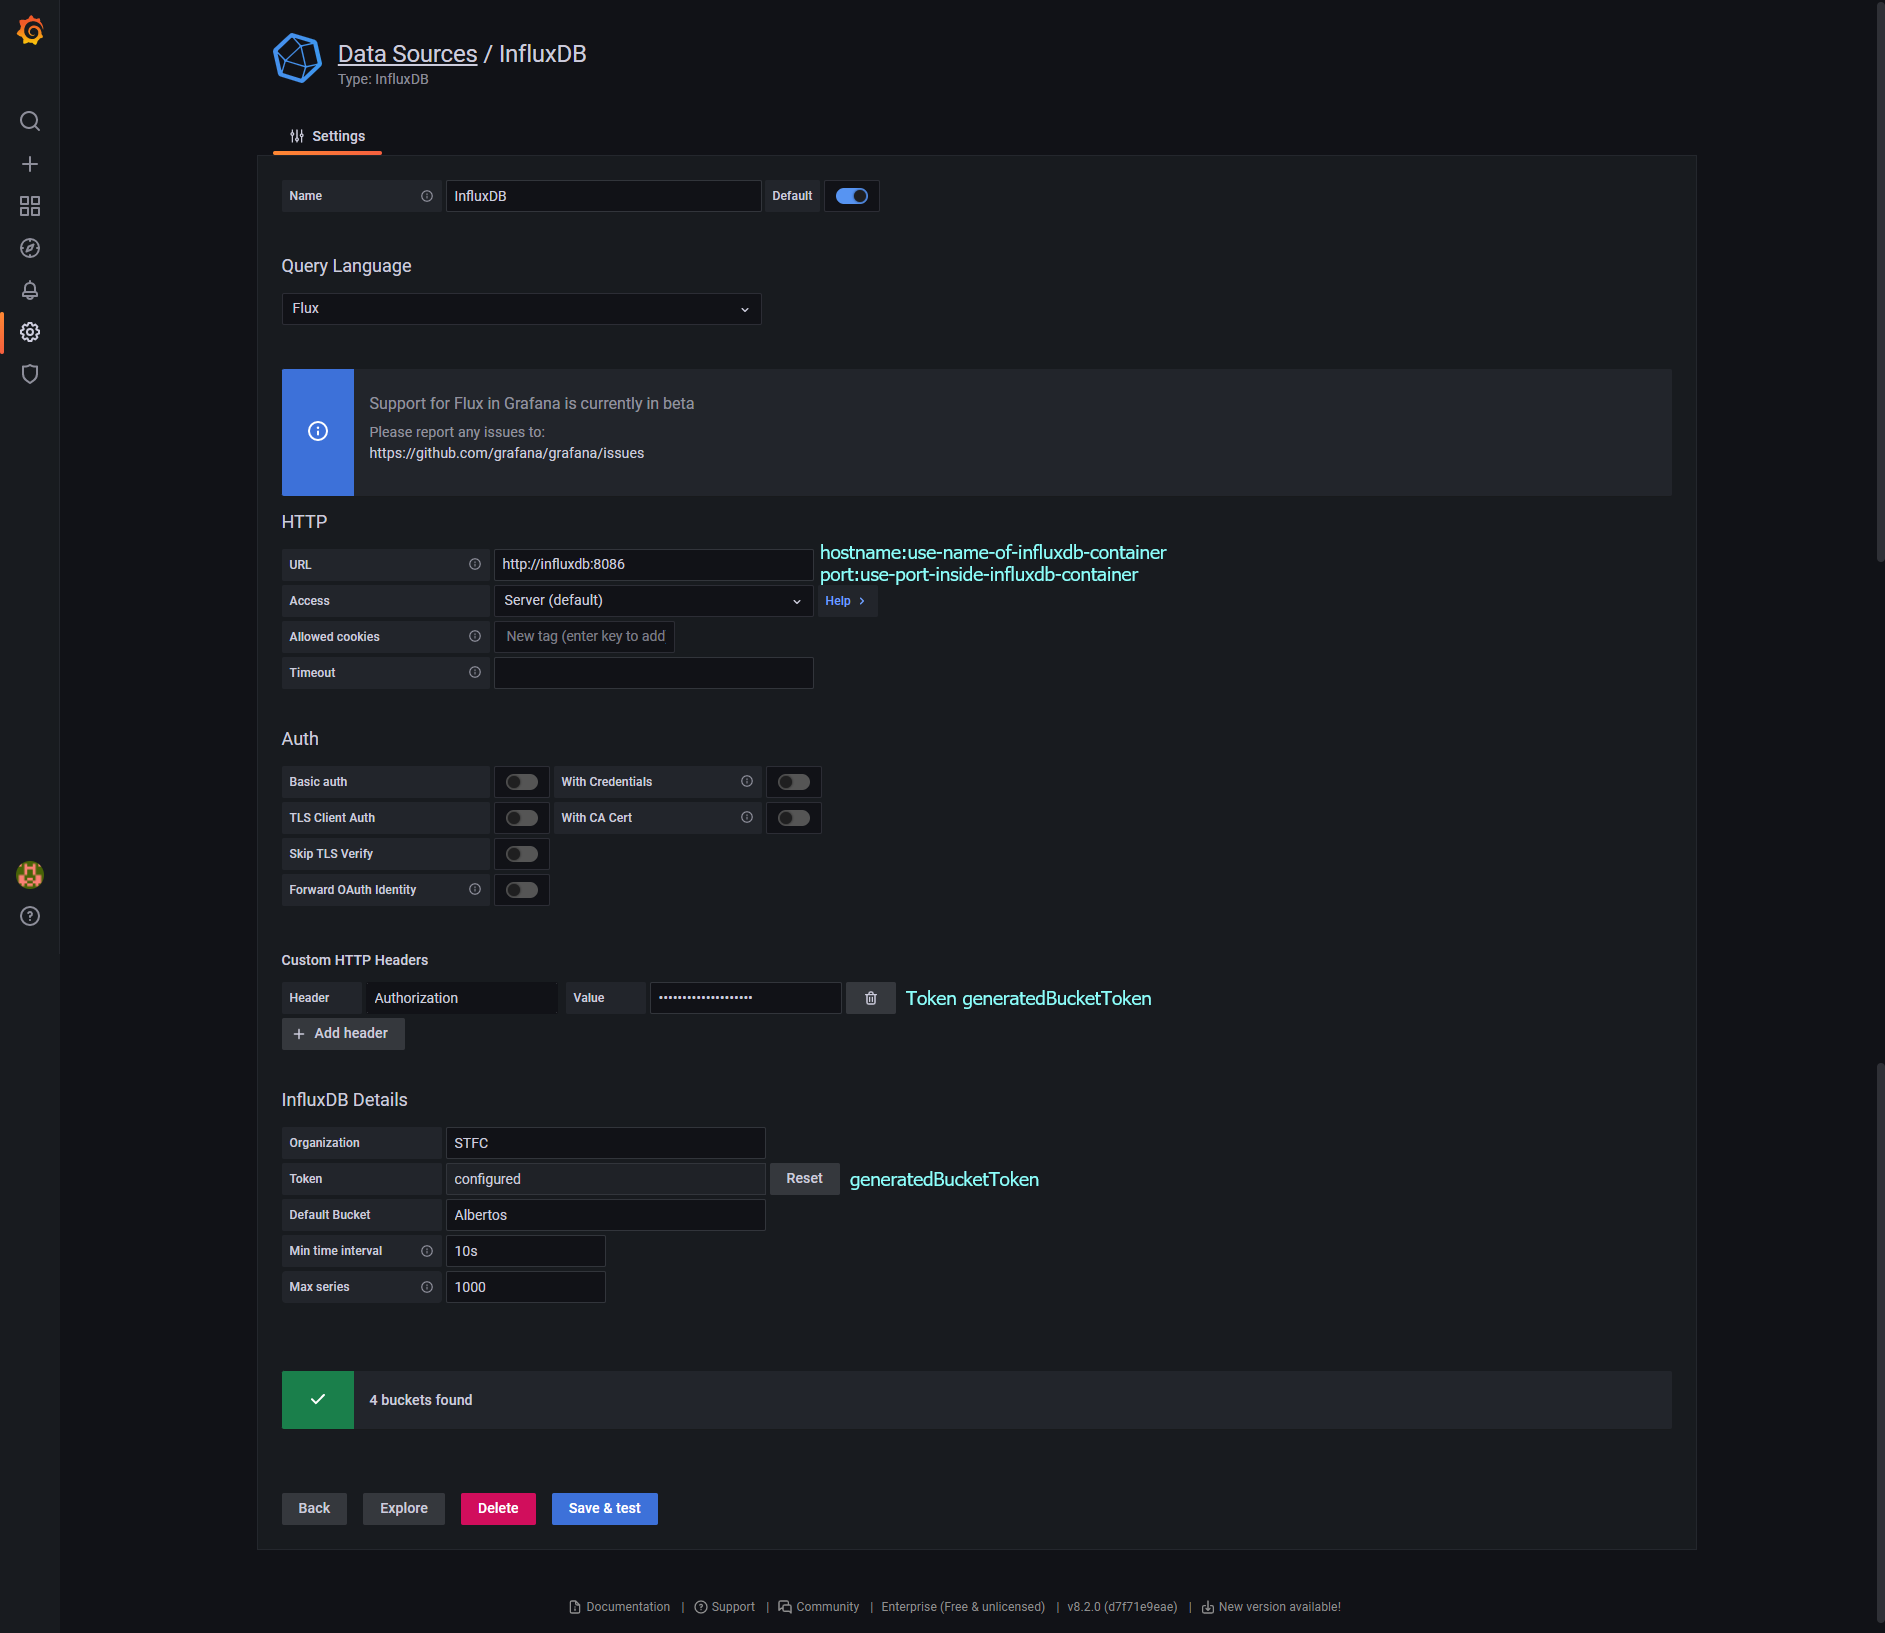 Data Sources / InfluxDB
Type: InfluxDB
Settings
Name InfluxDB Default
Query Language
Flux
Support for Flux in Grafana is currently in beta
Please report any issues to:
https://github.com/grafana/grafana/issues
HTTP
URL http://influxdb:8086 hostname:use-name-of-influxdb-container
port:use-port-inside-influxdb-container
Access Server (default) Help
Allowed cookies New tag (enter key to add
Timeout
Auth
Basic auth With Credentials
TLS Client Auth With CA Cert
Skip TLS Verify
Forward OAuth Identity
Custom HTTP Headers
Header Authorization Value •••••••••••••••••••• Token generatedBucketToken
Add header
InfluxDB Details
Organization STFC
Token configured Reset generatedBucketToken
Default Bucket Albertos
Min time interval 10s
Max series 1000
4 buckets found
Back Explore Delete Save & test
Documentation | Support | Community | Enterprise (Free & unlicensed) | v8.2.0 (d7f71e9eae) | New version available!